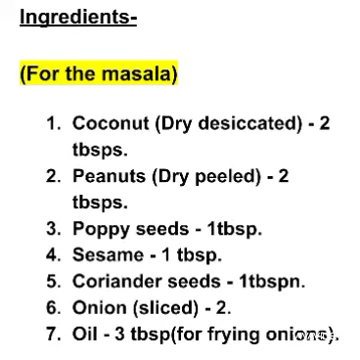 Ingredients-
(For the masala)
1. Coconut (Dry desiccated) - 2
tbsps.
2. Peanuts (Dry peeled) - 2
tbsps.
3. Poppy seeds - 1tbsp.
4. Sesame - 1 tbsp.
5. Coriander seeds - 1tbspn.
6. Onion (sliced) - 2.
7. Oil - 3 tbsp(for frying onions).